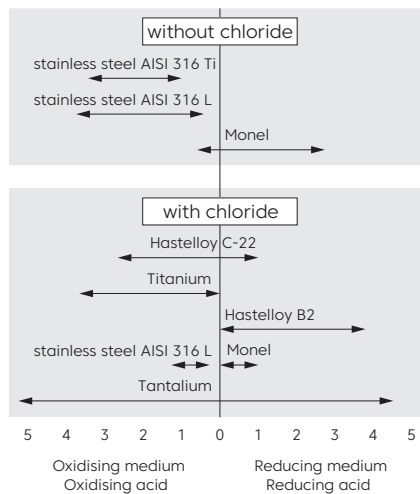 without chloride
stainless steel AISI 316 Ti
stainless steel AISI 316 L
Monel
with chloride
Hastelloy C-22
Titanium
Hastelloy B2
stainless steel AISI 316 L Monel
Tantalium
5 4 3 2 1 0 1 2 3 4 5
Oxidising medium Reducing medium
Oxidising acid Reducing acid